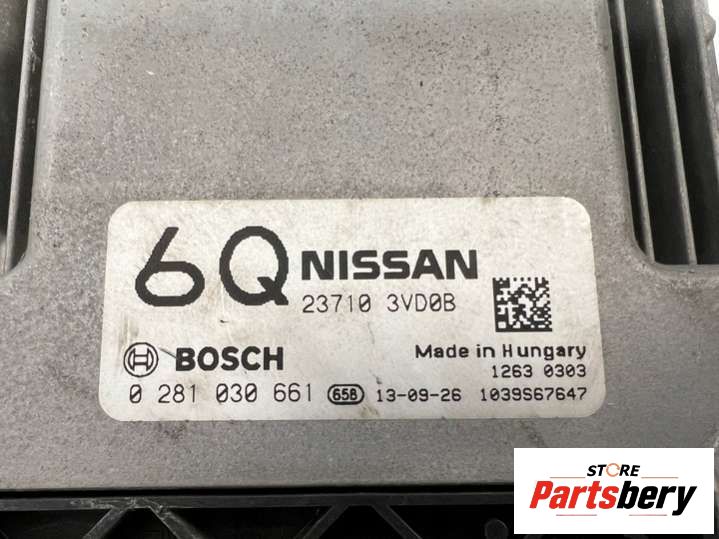 6Q NISSAN
23710 3VD0B
BOSCH
Made in Hungary
1263 0303
0 281 030 661 658 13-09-26 1039S67647
STORE
Partsbery